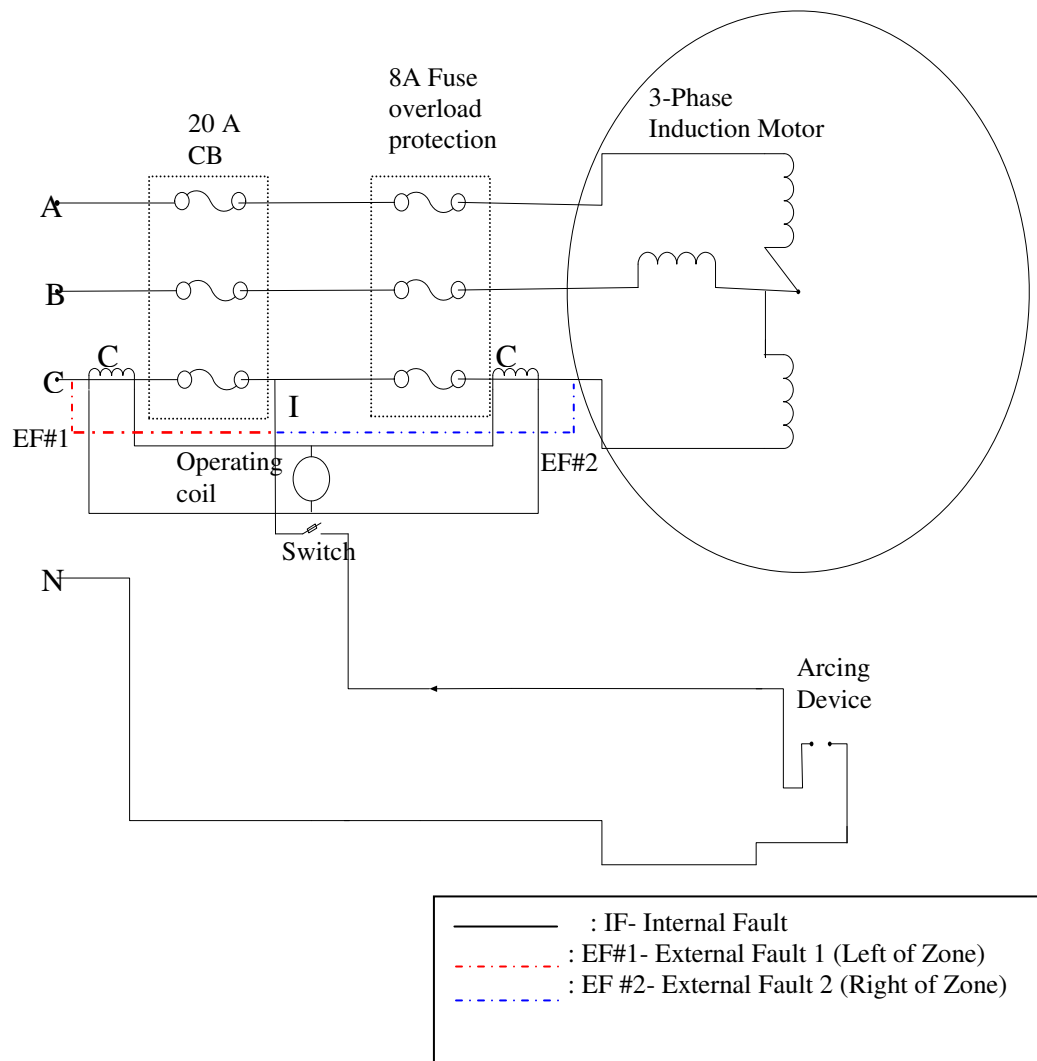 8A Fuse
overload
protection
3-Phase
Induction Motor
20 A
CB
A
B
C
C
C
I
EF#1
Operating
coil
EF#2
Switch
N
Arcing
Device
: IF- Internal Fault
: EF#1- External Fault 1 (Left of Zone)
: EF #2- External Fault 2 (Right of Zone)